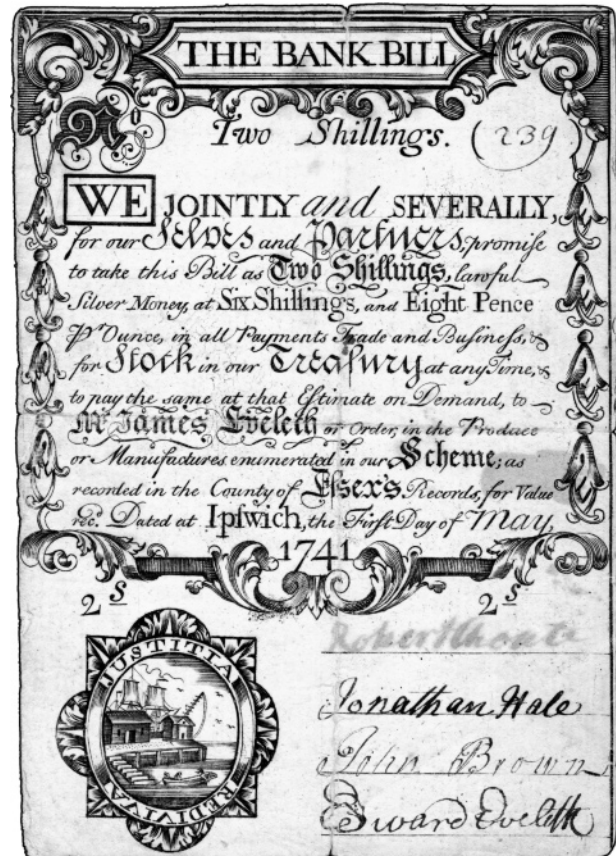 THE BANK BILL
No
Two Shillings. (239
WE JOINTLY and SEVERALLY,
for our Selves and Partners, promise
to take this Bill as Two Shillings, lawful
Silver Money, at Six Shillings, and Eight Pence
Pr Ounce, in all Payments Trade and Business, &
for Stock in our Treasury at any Time, &
to pay the same at that Estimate on Demand, to
Mr James Eveleth or Order, in the Produce
or Manufactures enumerated in our Scheme; as
recorded in the County of Essex's Records, for Value
rec. Dated at Ipswich, the First Day of May,
1741
2 S 2 S
Robert Choate
JUSTITIA REDIVIVA
Jonathan Hale
John Brown
Edward Eveleth